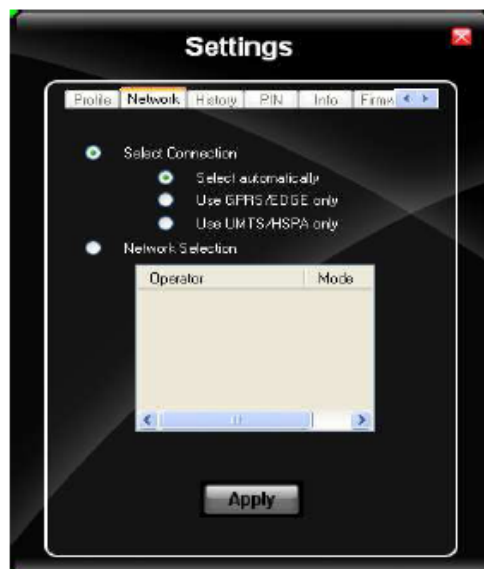 Settings
Profile Network History PIN Info Firmw
Select Connection
Select automatically
Use GPRS/EDGE only
Use UMTS/HSPA only
Network Selection
Operator Mode
Apply